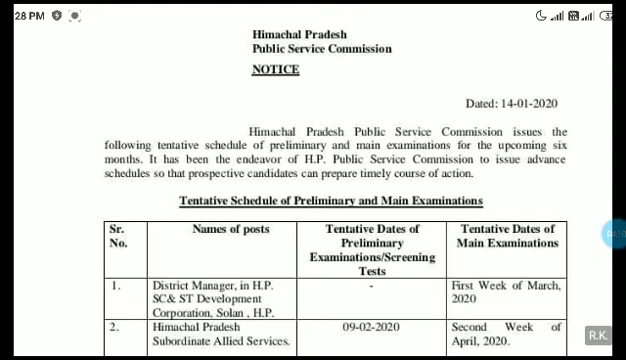 28 PM
Himachal Pradesh
Public Service Commission
NOTICE
Dated: 14-01-2020
Himachal Pradesh Public Service Commission issues the
following tentative schedule of preliminary and main examinations for the upcoming six
months. It has been the endeavor of H.P. Public Service Commission to issue advance
schedules so that prospective candidates can prepare timely course of action.
Tentative Schedule of Preliminary and Main Examinations
Sr. No.
Names of posts
Tentative Dates of Preliminary Examinations/Screening Tests
Tentative Dates of Main Examinations
1.
District Manager, in H.P.
SC& ST Development
Corporation, Solan , H.P.
-
First Week of March,
2020
2.
Himachal Pradesh
Subordinate Allied Services.
09-02-2020
Second Week of
April, 2020.
R.K.